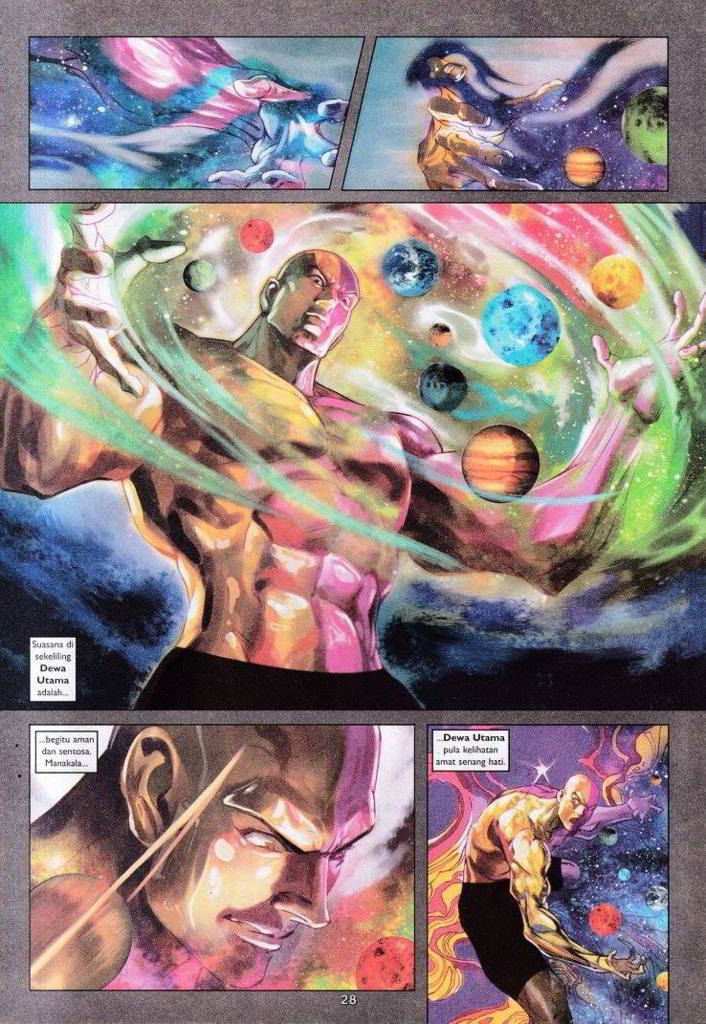 Suasana di
sekeliling
Dewa
Utama
adalah...
...begitu aman
dan sentosa.
Manakala...
...Dewa Utama
pula kelihatan
amat senang hati.
28